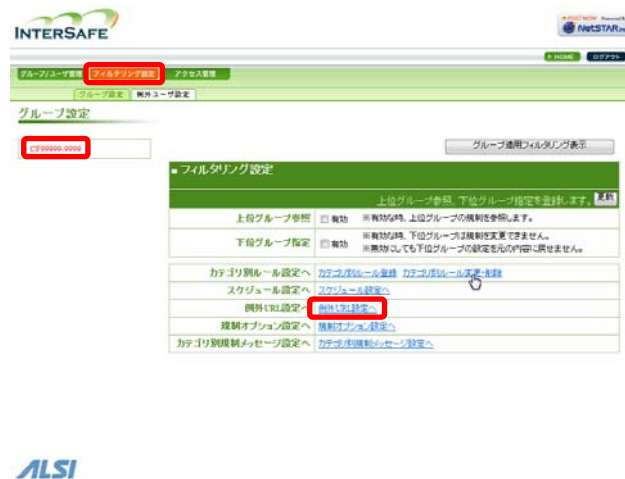 INTERSAFE
NetSTAR
HOME ログアウト
グループ/ユーザ管理 フィルタリング設定 アクセス管理
グループ設定 例外ユーザ設定
グループ設定
CF99999-9999
グループ適用フィルタリング表示
■フィルタリング設定
上位グループ参照、下位グループ指定を登録します。 更新
上位グループ参照 有効 ※有効な時、上位グループの規制を参照します。
下位グループ指定 有効 ※有効な時、下位グループは規制を変更できません。
※無効にしても下位グループの設定を元の内容に戻せません。
カテゴリ別ルール設定へ カテゴリ別ルール登録 カテゴリ別ルール変更・削除
スケジュール設定へ スケジュール設定へ
例外URL設定へ 例外URL設定へ
規制オプション設定へ 規制オプション設定へ
カテゴリ別規制メッセージ設定へ カテゴリ別規制メッセージ設定へ
ALSI